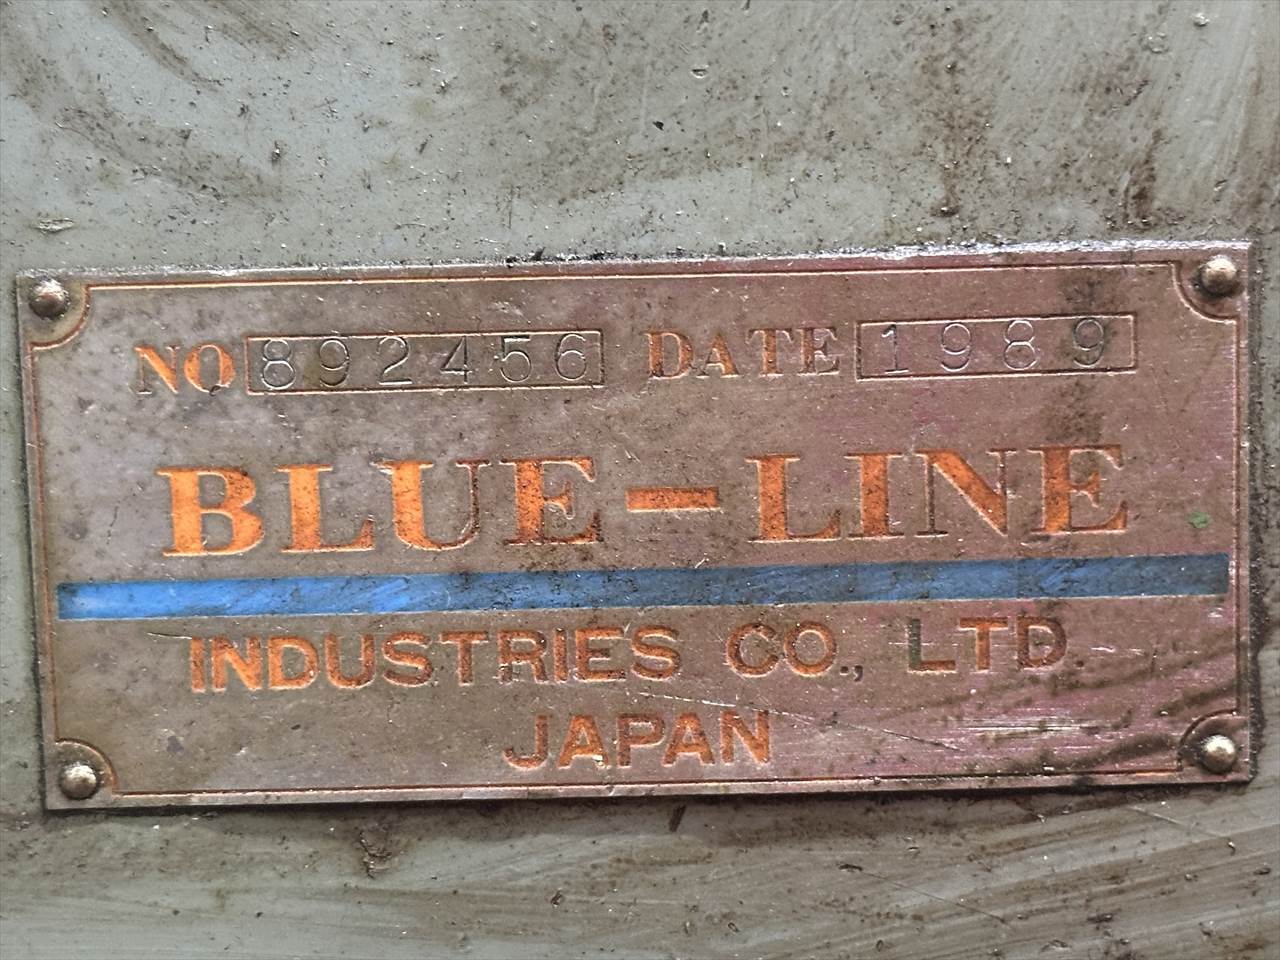 NO 892456 DATE 1989
BLUE-LINE
INDUSTRIES CO., LTD
JAPAN